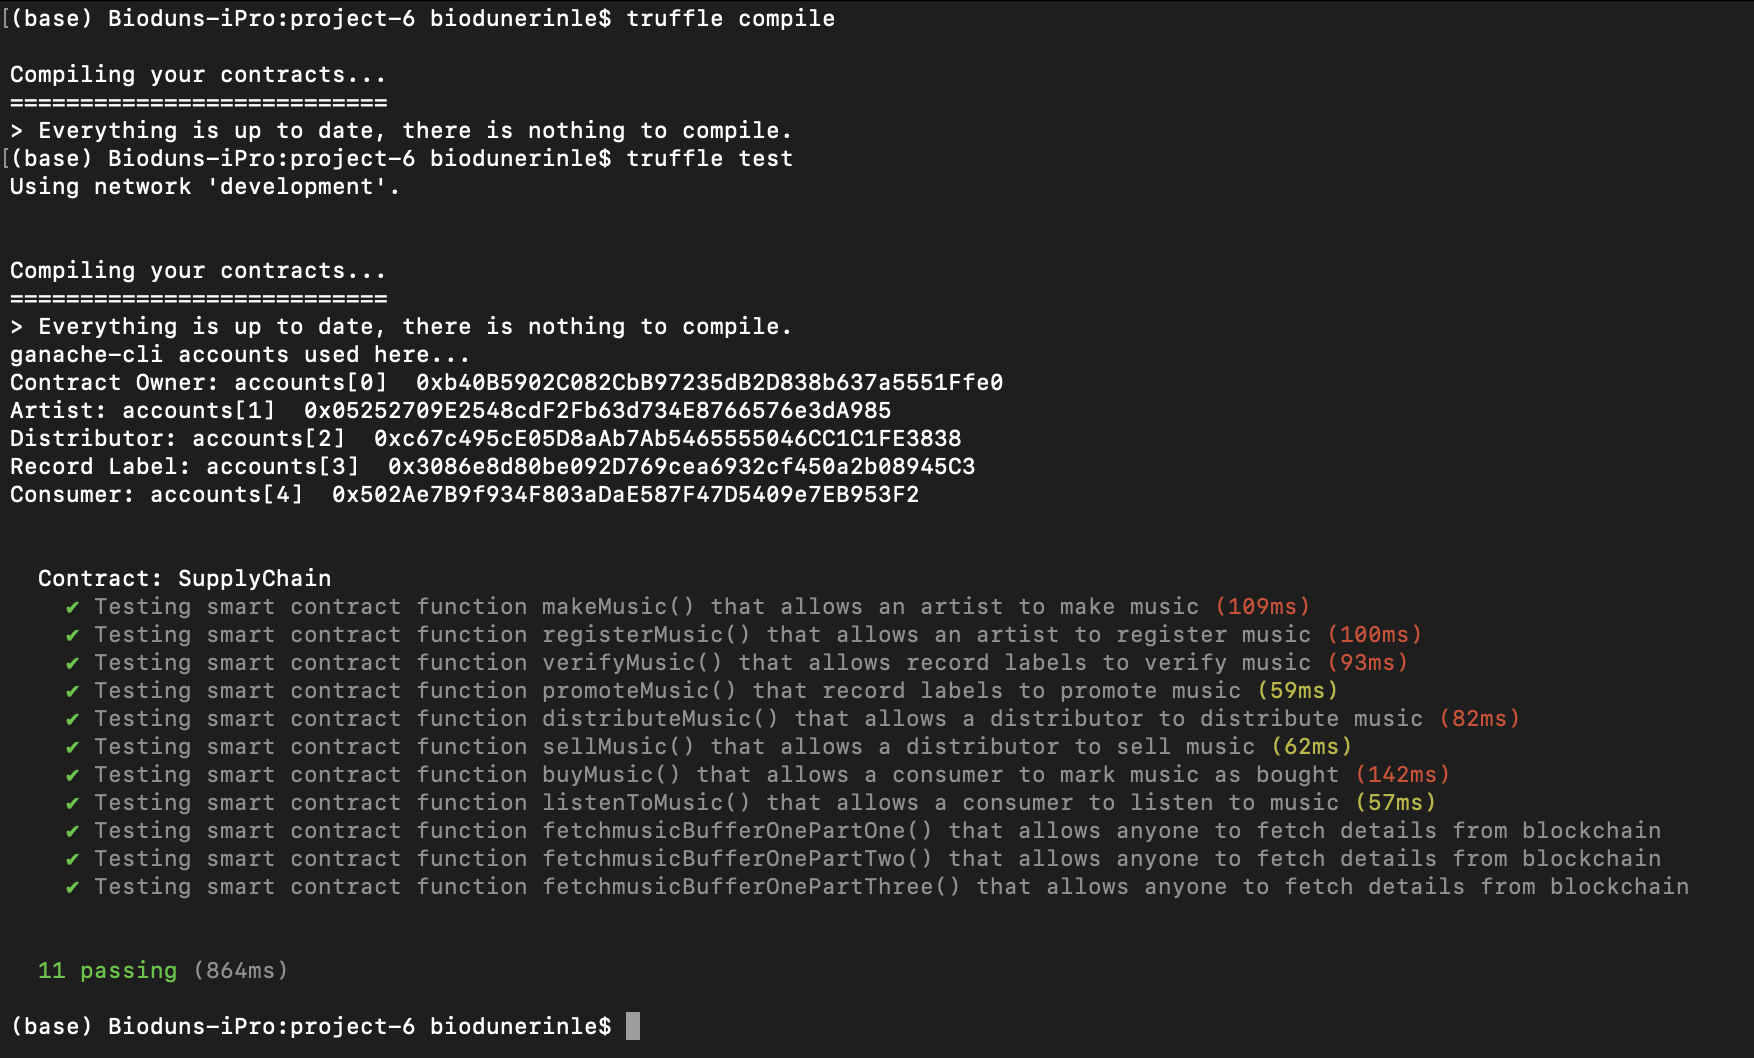 [(base) Bioduns-iPro:project-6 biodunerinle$ truffle compile
Compiling your contracts...
===========================
> Everything is up to date, there is nothing to compile.
[(base) Bioduns-iPro:project-6 biodunerinle$ truffle test
Using network 'development'.
Compiling your contracts...
===========================
> Everything is up to date, there is nothing to compile.
ganache-cli accounts used here...
Contract Owner: accounts[0]  0xb40B5902C082CbB97235dB2D838b637a5551Ffe0
Artist: accounts[1]  0x05252709E2548cdF2Fb63d734E8766576e3dA985
Distributor: accounts[2]  0xc67c495cE05D8aAb7Ab5465555046CC1C1FE3838
Record Label: accounts[3]  0x3086e8d80be092D769cea6932cf450a2b08945C3
Consumer: accounts[4]  0x502Ae7B9f934F803aDaE587F47D5409e7EB953F2
Contract: SupplyChain
✔ Testing smart contract function makeMusic() that allows an artist to make music (109ms)
✔ Testing smart contract function registerMusic() that allows an artist to register music (100ms)
✔ Testing smart contract function verifyMusic() that allows record labels to verify music (93ms)
✔ Testing smart contract function promoteMusic() that record labels to promote music (59ms)
✔ Testing smart contract function distributeMusic() that allows a distributor to distribute music (82ms)
✔ Testing smart contract function sellMusic() that allows a distributor to sell music (62ms)
✔ Testing smart contract function buyMusic() that allows a consumer to mark music as bought (142ms)
✔ Testing smart contract function listenToMusic() that allows a consumer to listen to music (57ms)
✔ Testing smart contract function fetchmusicBufferOnePartOne() that allows anyone to fetch details from blockchain
✔ Testing smart contract function fetchmusicBufferOnePartTwo() that allows anyone to fetch details from blockchain
✔ Testing smart contract function fetchmusicBufferOnePartThree() that allows anyone to fetch details from blockchain
11 passing (864ms)
(base) Bioduns-iPro:project-6 biodunerinle$